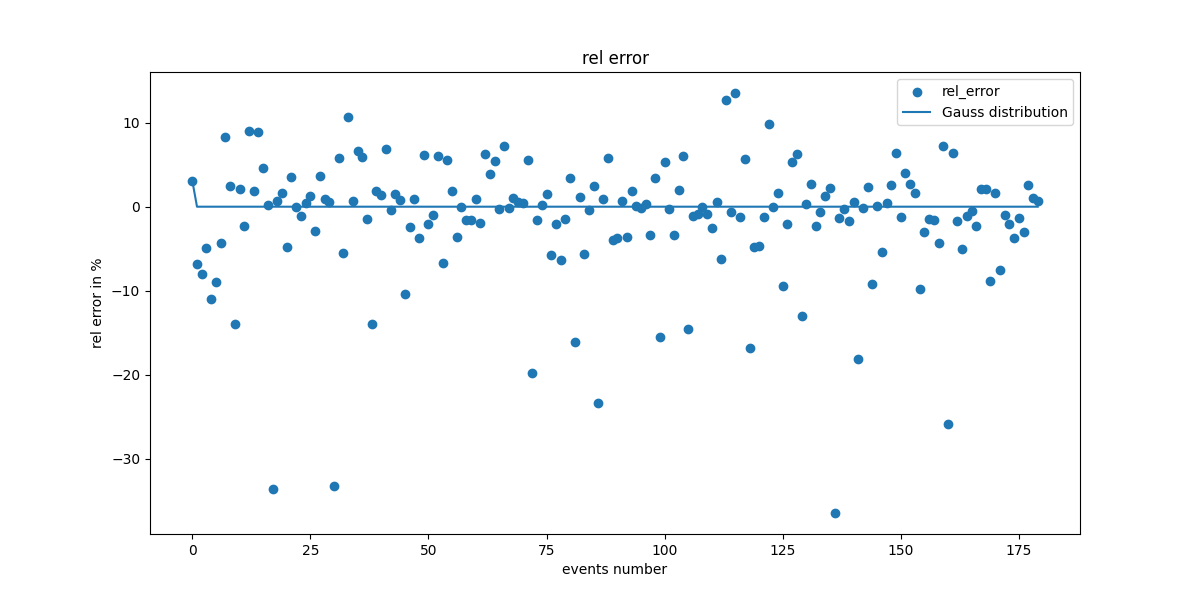 rel error
rel_error
Gauss distribution
10
0
−10
−20
−30
rel error in %
0
25
50
75
100
125
150
175
events number